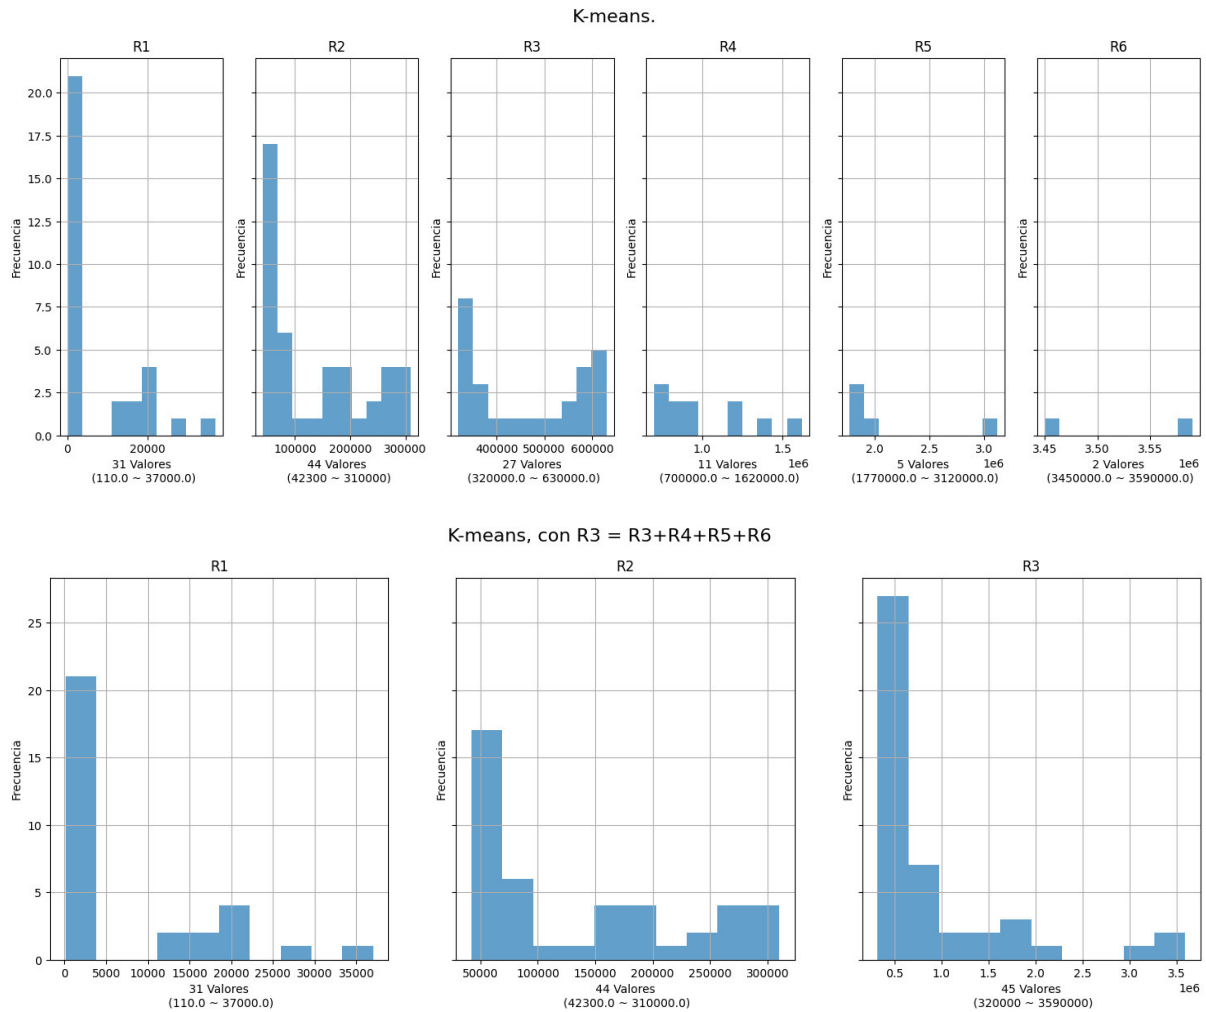 K-means.
R1
R2
R3
R4
R5
R6
20.0
17.5
15.0
12.5
10.0
7.5
5.0
2.5
0.0
Frecuencia
Frecuencia
Frecuencia
Frecuencia
Frecuencia
Frecuencia
0 20000
100000 200000 300000
400000 500000 600000
1.0 1.5
1e6
2.0 2.5 3.0
1e6
3.45 3.50 3.55
1e6
31 Valores
(110.0 ~ 37000.0)
44 Valores
(42300 ~ 310000)
27 Valores
(320000.0 ~ 630000.0)
11 Valores
(700000.0 ~ 1620000.0)
5 Valores
(1770000.0 ~ 3120000.0)
2 Valores
(3450000.0 ~ 3590000.0)
K-means, con R3 = R3+R4+R5+R6
R1
R2
R3
25
20
15
10
5
0
Frecuencia
Frecuencia
Frecuencia
0 5000 10000 15000 20000 25000 30000 35000
50000 100000 150000 200000 250000 300000
0.5 1.0 1.5 2.0 2.5 3.0 3.5
1e6
31 Valores
(110.0 ~ 37000.0)
44 Valores
(42300.0 ~ 310000.0)
45 Valores
(320000 ~ 3590000)